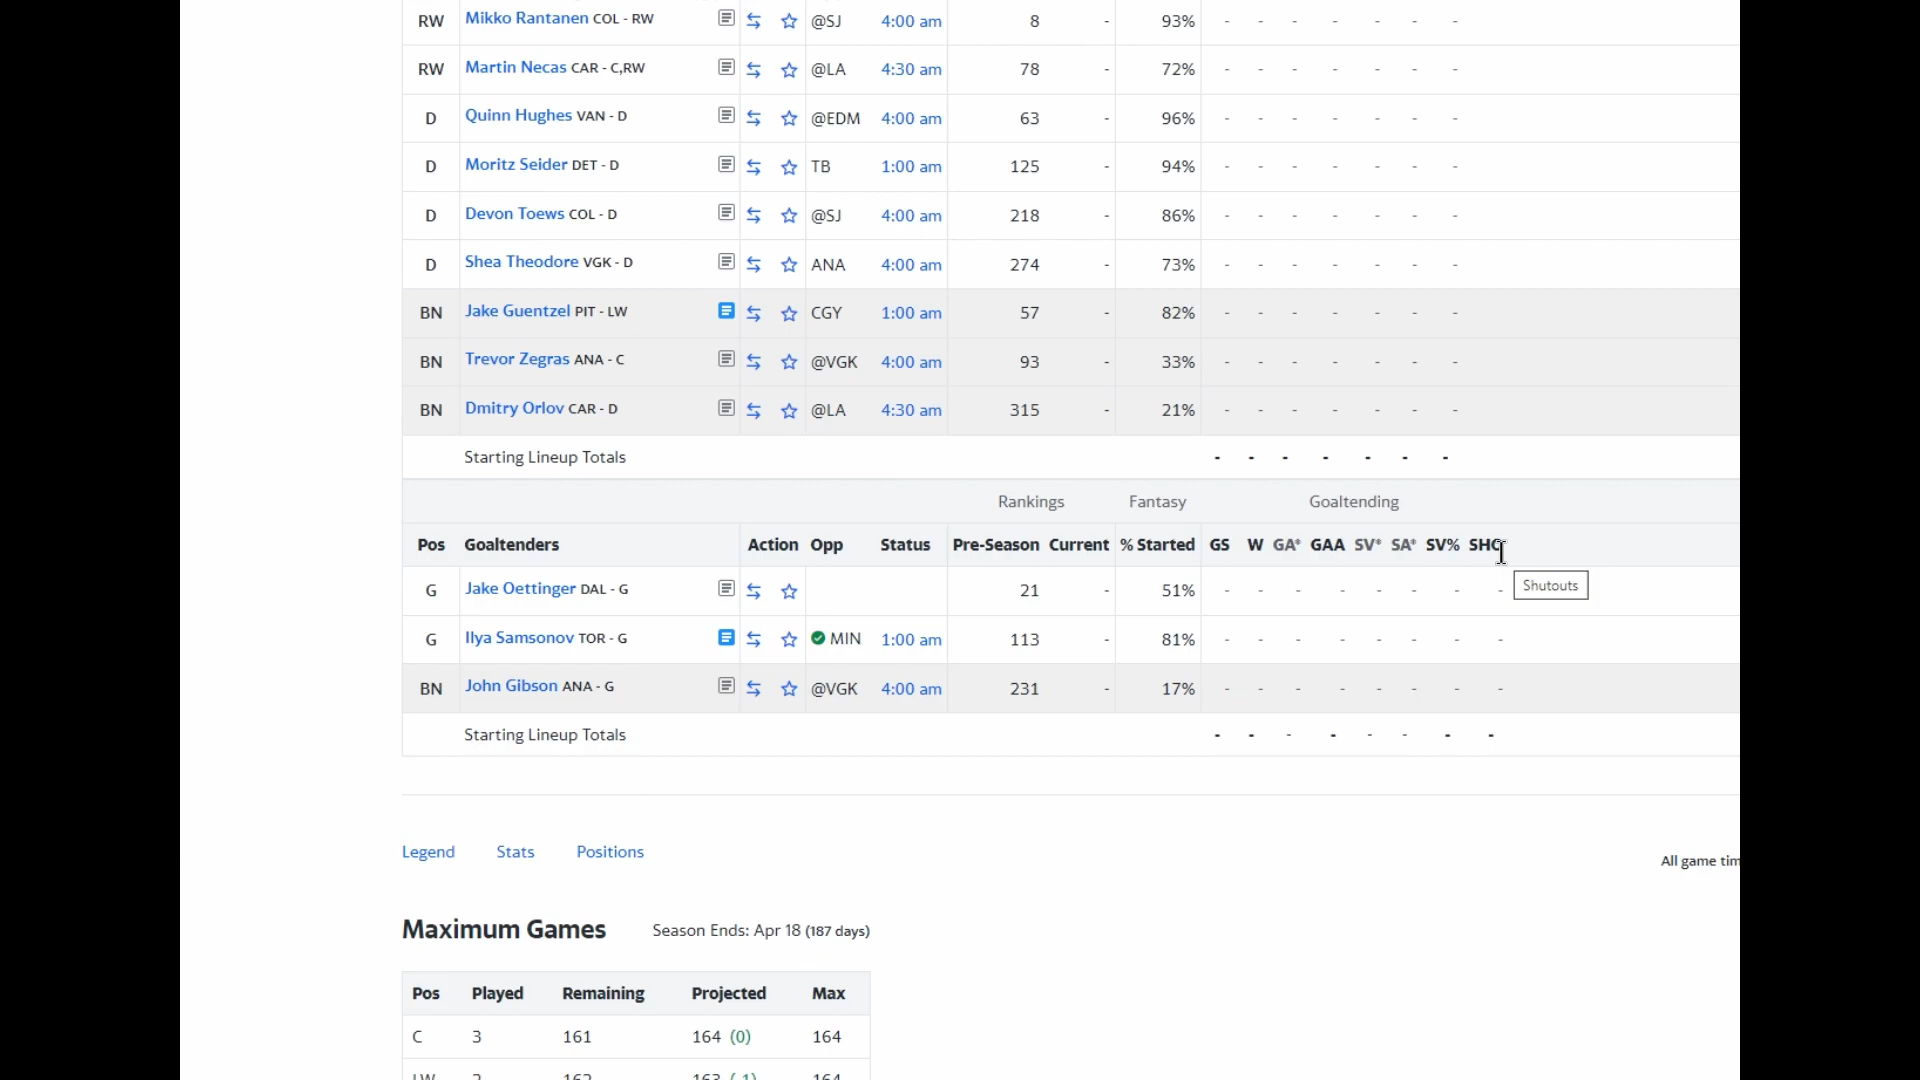 RW Mikko Rantanen COL - RW @SJ 4:00 am 8 - 93% - - - - - - -
RW Martin Necas CAR - C,RW @LA 4:30 am 78 - 72% - - - - - - -
D Quinn Hughes VAN - D @EDM 4:00 am 63 - 96% - - - - - - -
D Moritz Seider DET - D TB 1:00 am 125 - 94% - - - - - - -
D Devon Toews COL - D @SJ 4:00 am 218 - 86% - - - - - - -
D Shea Theodore VGK - D ANA 4:00 am 274 - 73% - - - - - - -
BN Jake Guentzel PIT - LW CGY 1:00 am 57 - 82% - - - - - - -
BN Trevor Zegras ANA - C @VGK 4:00 am 93 - 33% - - - - - - -
BN Dmitry Orlov CAR - D @LA 4:30 am 315 - 21% - - - - - - -
Starting Lineup Totals - - - - - - -
Rankings Fantasy Goaltending
Pos Goaltenders Action Opp Status Pre-Season Current % Started GS W GA* GAA SV* SA* SV% SHO
G Jake Oettinger DAL - G 21 - 51% - - - - - - - -
Shutouts
G Ilya Samsonov TOR - G MIN 1:00 am 113 - 81% - - - - - - - -
BN John Gibson ANA - G @VGK 4:00 am 231 - 17% - - - - - - - -
Starting Lineup Totals - - - - - - - -
Legend Stats Positions
All game tim
Maximum Games Season Ends: Apr 18 (187 days)
Pos Played Remaining Projected Max
C 3 161 164 (0) 164
LW 2 162 163 (-1) 164